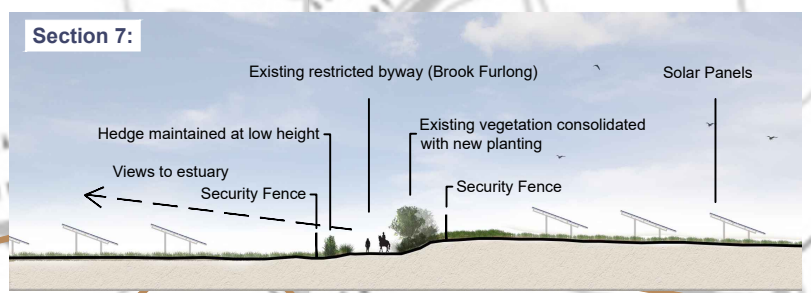 Section 7:
Existing restricted byway (Brook Furlong)
Solar Panels
Hedge maintained at low height
Existing vegetation consolidated
with new planting
Views to estuary
Security Fence
Security Fence